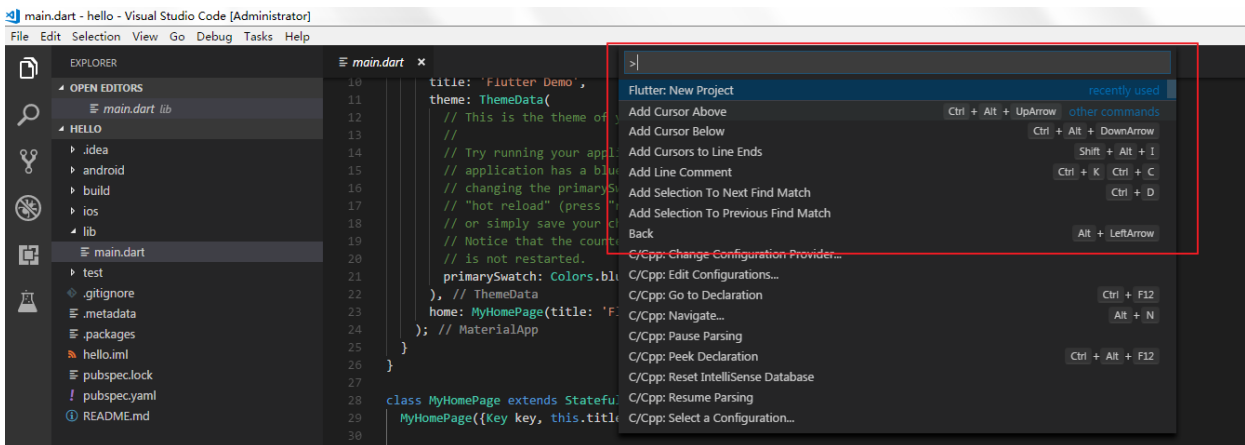 main.dart - hello - Visual Studio Code [Administrator]
File Edit Selection View Go Debug Tasks Help
EXPLORER
OPEN EDITORS
main.dart lib
HELLO
.idea
android
build
ios
lib
main.dart
test
.gitignore
.metadata
.packages
hello.iml
pubspec.lock
pubspec.yaml
README.md
main.dart ×
10 title: 'Flutter Demo',
11 theme: ThemeData(
12 // This is the theme of
13 //
14 // Try running your appl
15 // application has a blu
16 // changing the primaryS
17 // "hot reload" (press "
18 // or simply save your ch
19 // Notice that the counte
20 // is not restarted.
21 primarySwatch: Colors.bl
22 ), // ThemeData
23 home: MyHomePage(title: 'F
24 ); // MaterialApp
25 }
26 }
27
28 class MyHomePage extends Stateful
29 MyHomePage({Key key, this.title
30
>
Flutter: New Project recently used
Add Cursor Above Ctrl + Alt + UpArrow other commands
Add Cursor Below Ctrl + Alt + DownArrow
Add Cursors to Line Ends Shift + Alt + I
Add Line Comment Ctrl + K Ctrl + C
Add Selection To Next Find Match Ctrl + D
Add Selection To Previous Find Match
Back Alt + LeftArrow
C/Cpp: Change Configuration Provider...
C/Cpp: Edit Configurations...
C/Cpp: Go to Declaration Ctrl + F12
C/Cpp: Navigate... Alt + N
C/Cpp: Pause Parsing
C/Cpp: Peek Declaration Ctrl + Alt + F12
C/Cpp: Reset IntelliSense Database
C/Cpp: Resume Parsing
C/Cpp: Select a Configuration...